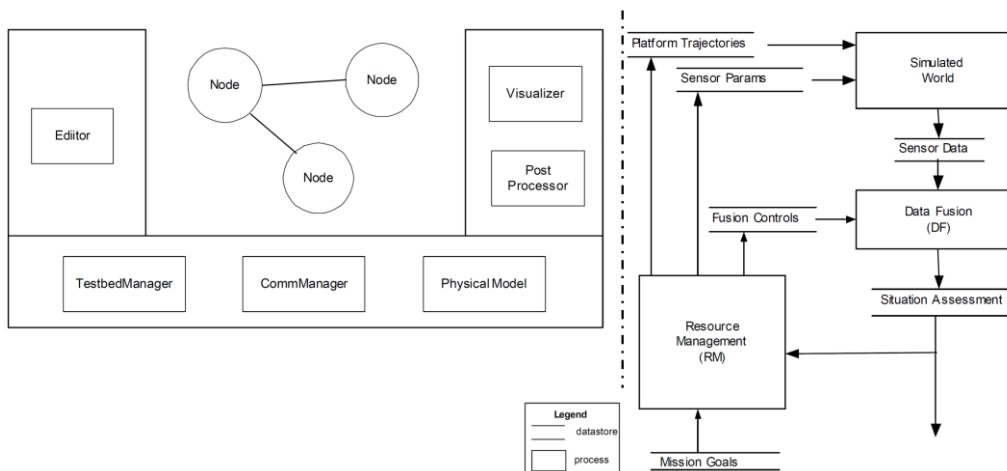 Ediitor
Node
Node
Node
Visualizer
Post
Processor
TestbedManager
CommManager
Physical Model
Platform Trajectories
Sensor Params
Simulated
World
Sensor Data
Fusion Controls
Data Fusion
(DF)
Situation Assessment
Resource
Management
(RM)
Mission Goals
Legend
datastore
process